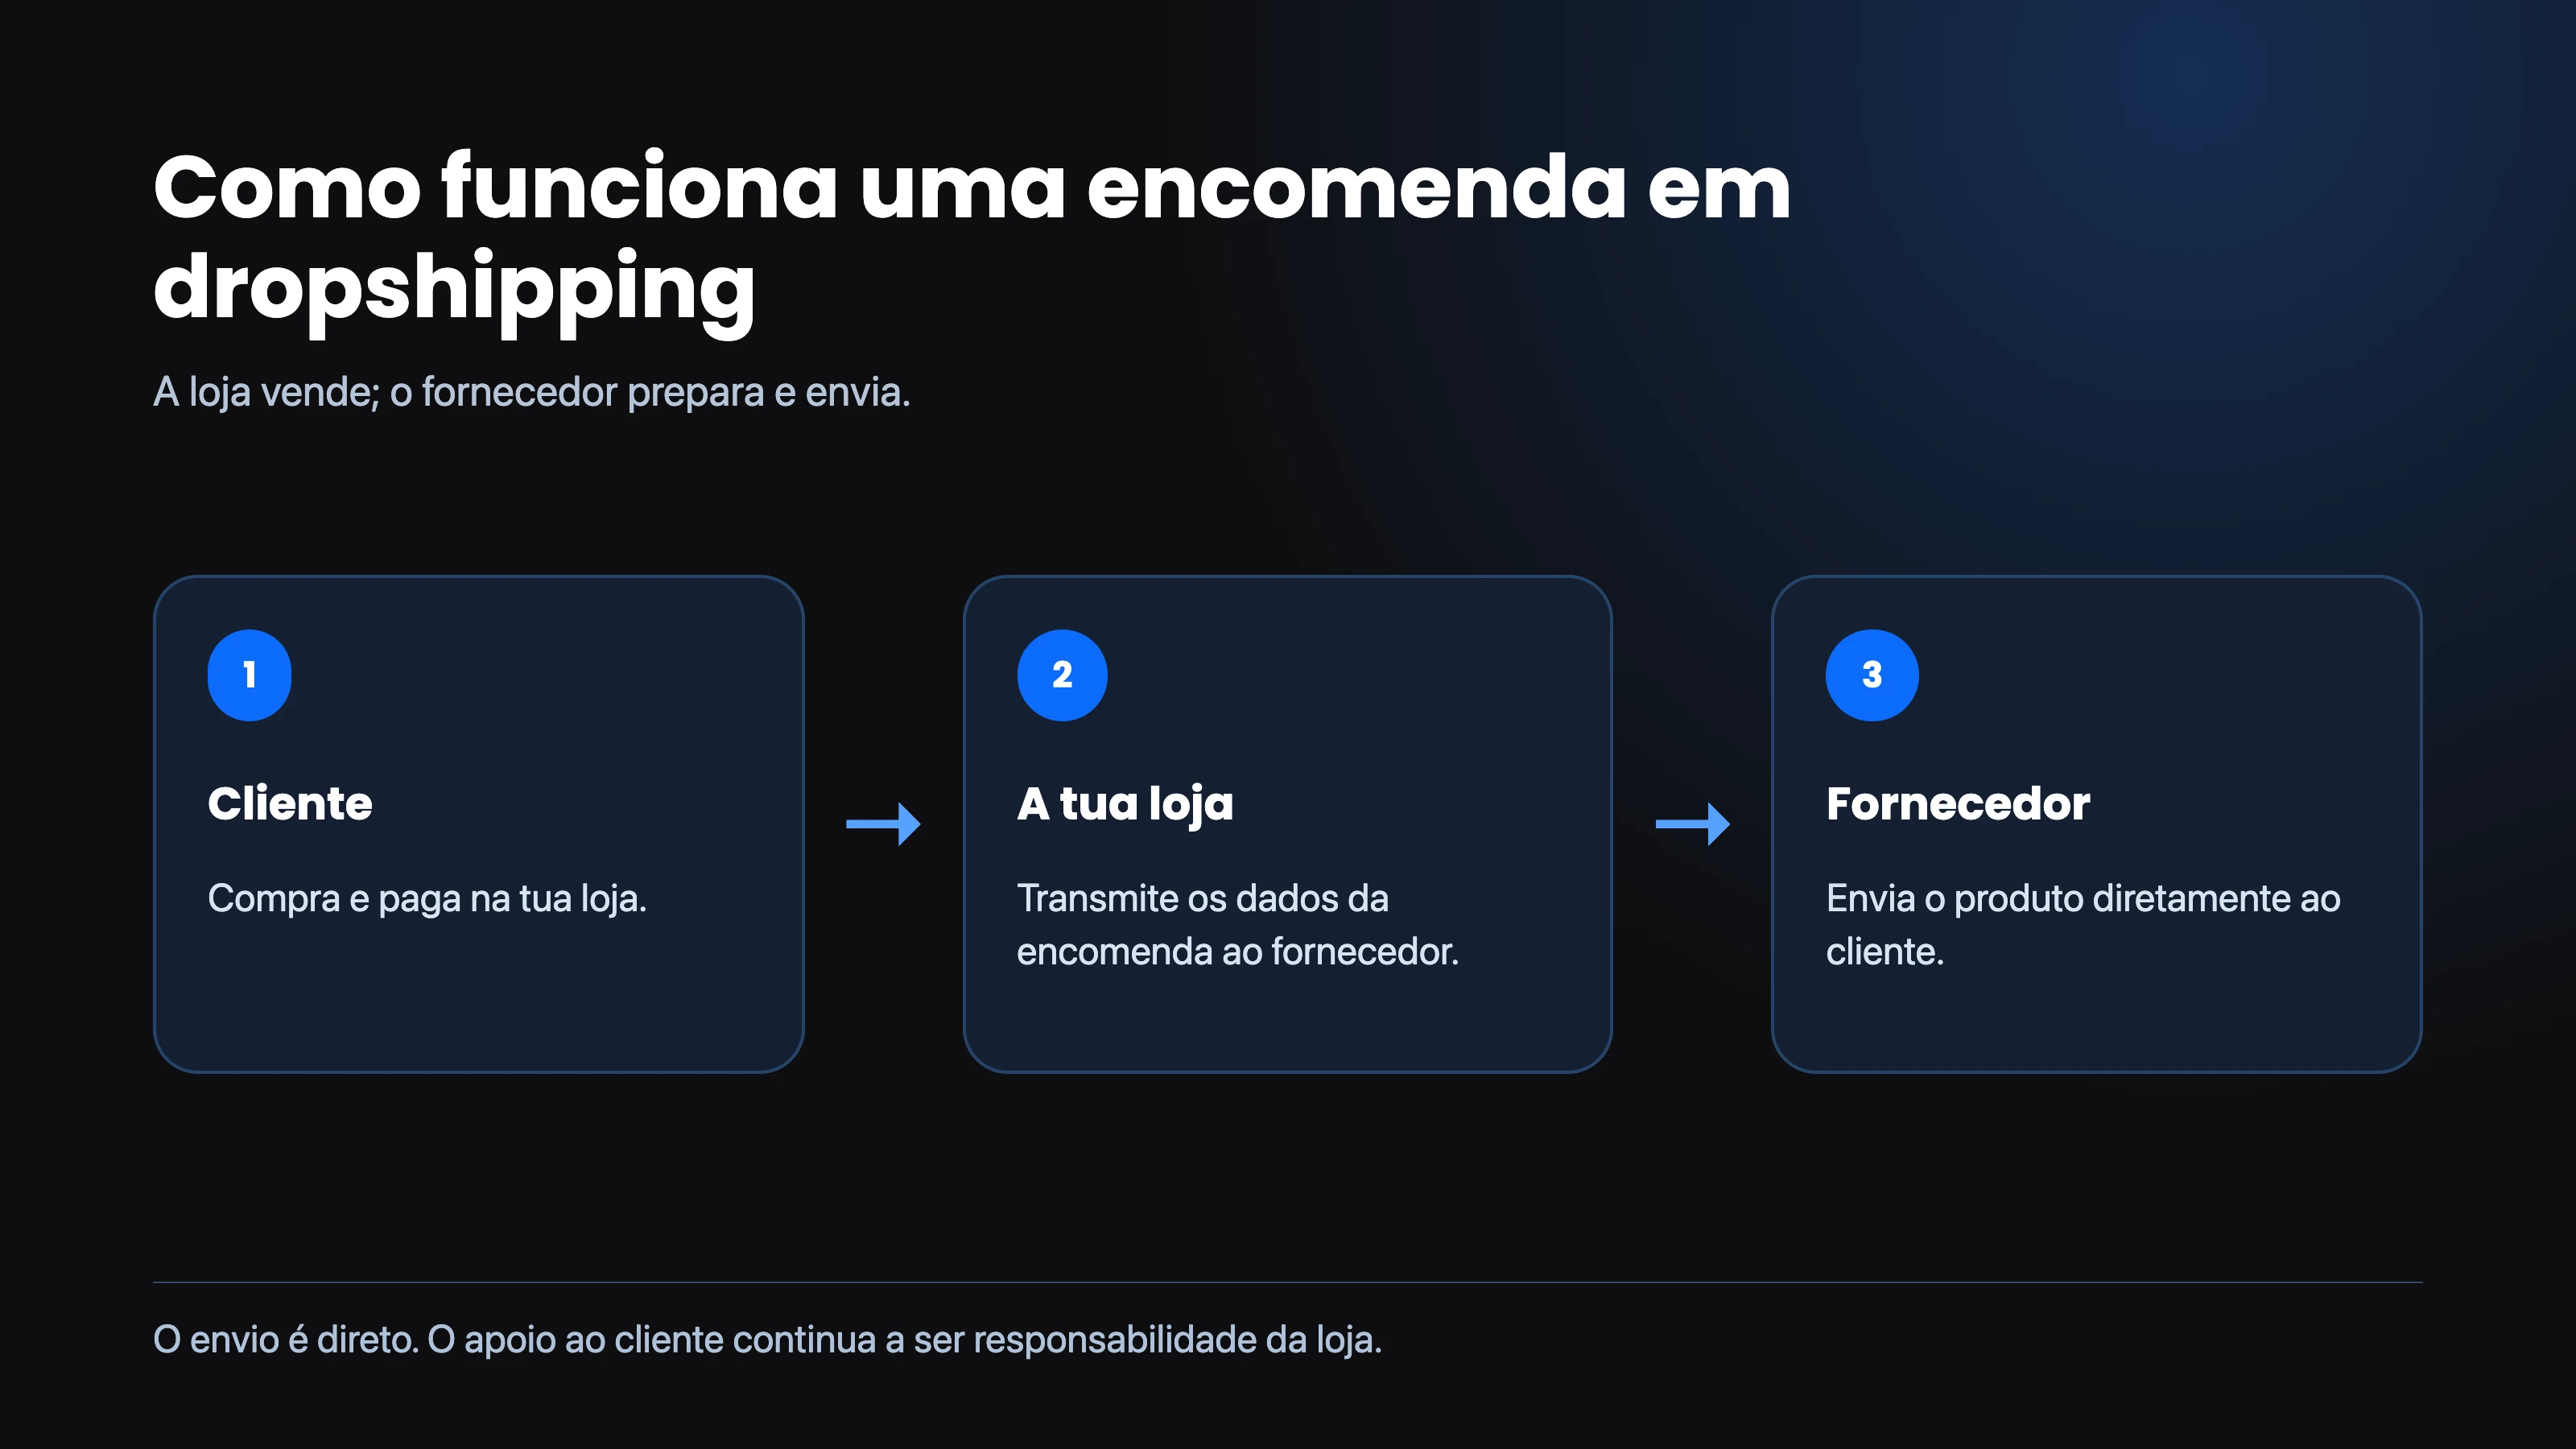 Como funciona uma encomenda em
dropshipping
A loja vende; o fornecedor prepara e envia.
1
Cliente
Compra e paga na tua loja.
2
A tua loja
Transmite os dados da
encomenda ao fornecedor.
3
Fornecedor
Envia o produto diretamente ao
cliente.
O envio é direto. O apoio ao cliente continua a ser responsabilidade da loja.